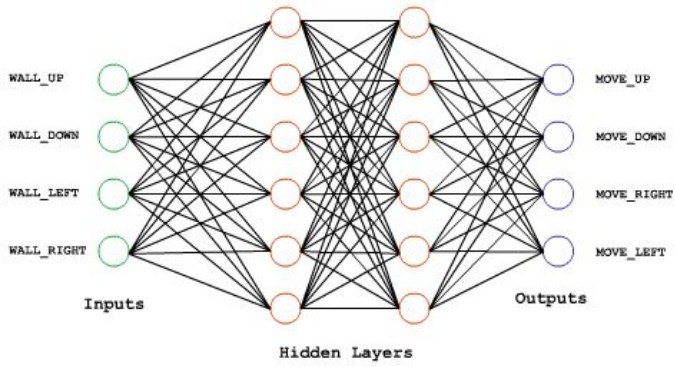 WALL_UP
WALL_DOWN
WALL_LEFT
WALL_RIGHT
Inputs
Hidden Layers
MOVE_UP
MOVE_DOWN
MOVE_RIGHT
MOVE_LEFT
Outputs